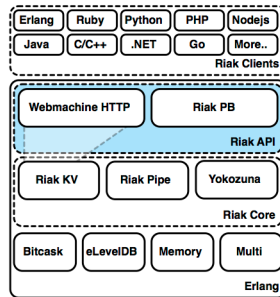 Erlang Ruby Python PHP Nodejs
Java C/C++ .NET Go More..
Riak Clients
Webmachine HTTP Riak PB
Riak API
Riak KV Riak Pipe Yokozuna
Riak Core
Bitcask eLevelDB Memory Multi
Erlang